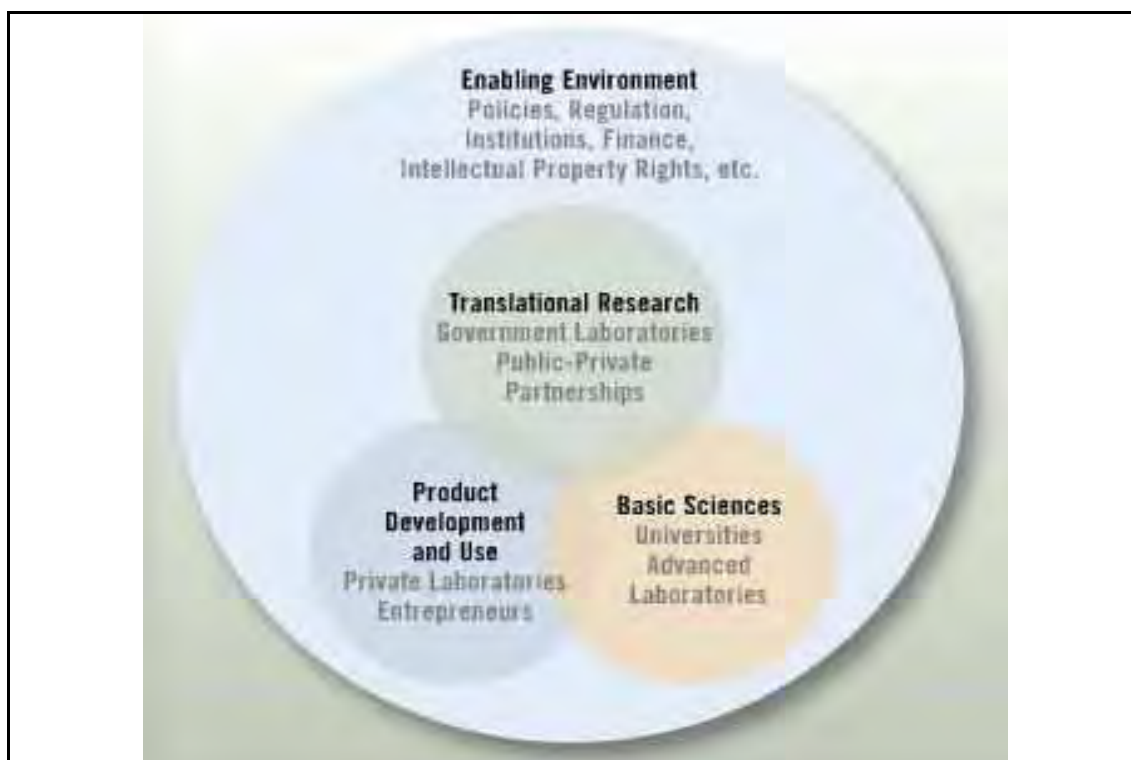 Enabling Environment
Policies, Regulation,
Institutions, Finance,
Intellectual Property Rights, etc.
Translational Research
Government Laboratories
Public-Private
Partnerships
Product
Development
and Use
Private Laboratories
Entrepreneurs
Basic Sciences
Universities
Advanced
Laboratories